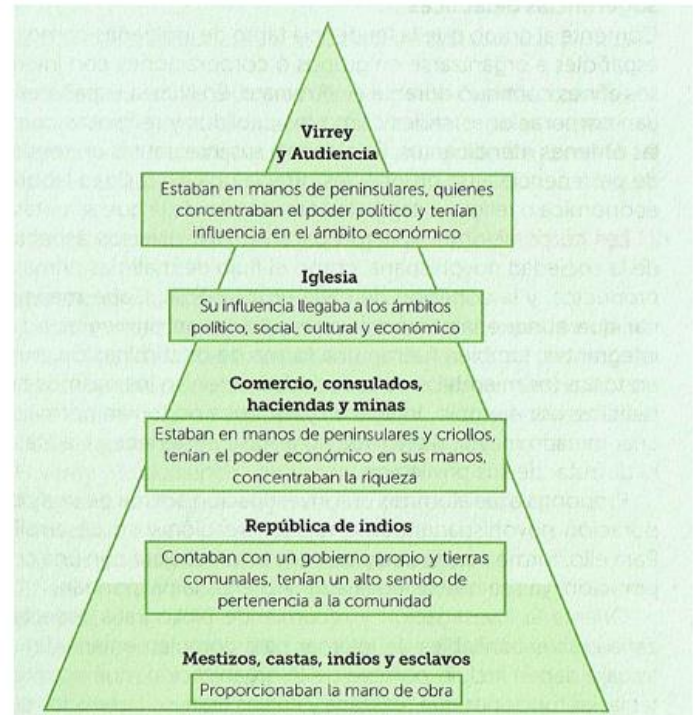 Virrey
y Audiencia
Estaban en manos de peninsulares, quienes
concentraban el poder político y tenían
influencia en el ámbito económico
Iglesia
Su influencia llegaba a los ámbitos
político, social, cultural y económico
Comercio, consulados,
haciendas y minas
Estaban en manos de peninsulares y criollos,
tenían el poder económico en sus manos,
concentraban la riqueza
República de indios
Contaban con un gobierno propio y tierras
comunales, tenían un alto sentido de
pertenencia a la comunidad
Mestizos, castas, indios y esclavos
Proporcionaban la mano de obra